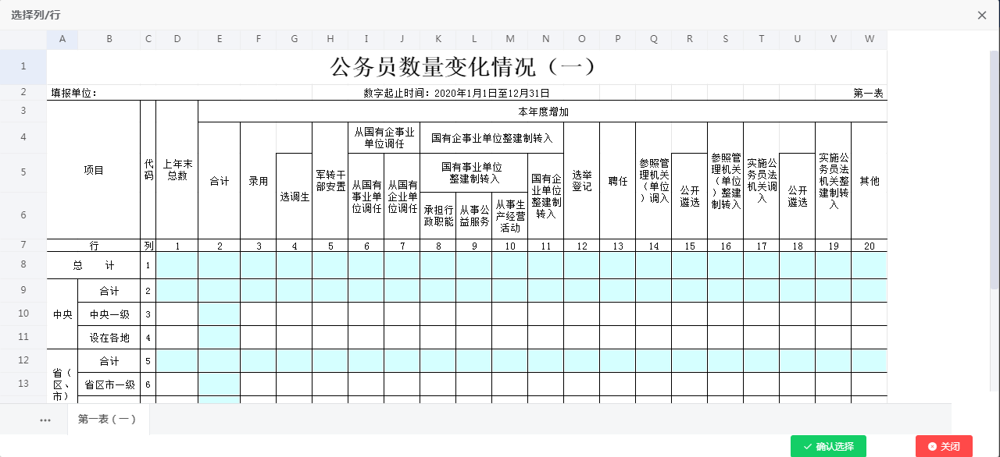 选择列/行
A B C D E F G H I J K L M N O P Q R S T U V W
1 公务员数量变化情况（一）
2 填报单位： 数字起止时间：2020年1月1日至12月31日 第一表
3 本年度增加
4
5
6
项目
代码
上年末总数
合计
录用
选调生
军转干部安置
从国有企事业单位调任
从国有事业单位调任
从国有企业单位调任
国有企事业单位整建制转入
国有事业单位整建制转入
承担行政职能
从事公益服务
从事生产经营活动
国有企业单位整建制转入
选举登记
聘任
参照管理机关（单位）调入
公开遴选
参照管理机关（单位）整建制转入
实施公务员法机关调入
公开遴选
实施公务员法机关整建制转入
其他
7 行 列 1 2 3 4 5 6 7 8 9 10 11 12 13 14 15 16 17 18 19 20
8 总 计 1
中央
9 合计 2
10 中央一级 3
11 设在各地 4
省（区、市）
12 合计 5
13 省区市一级 6
••• 第一表（一）
确认选择 关闭